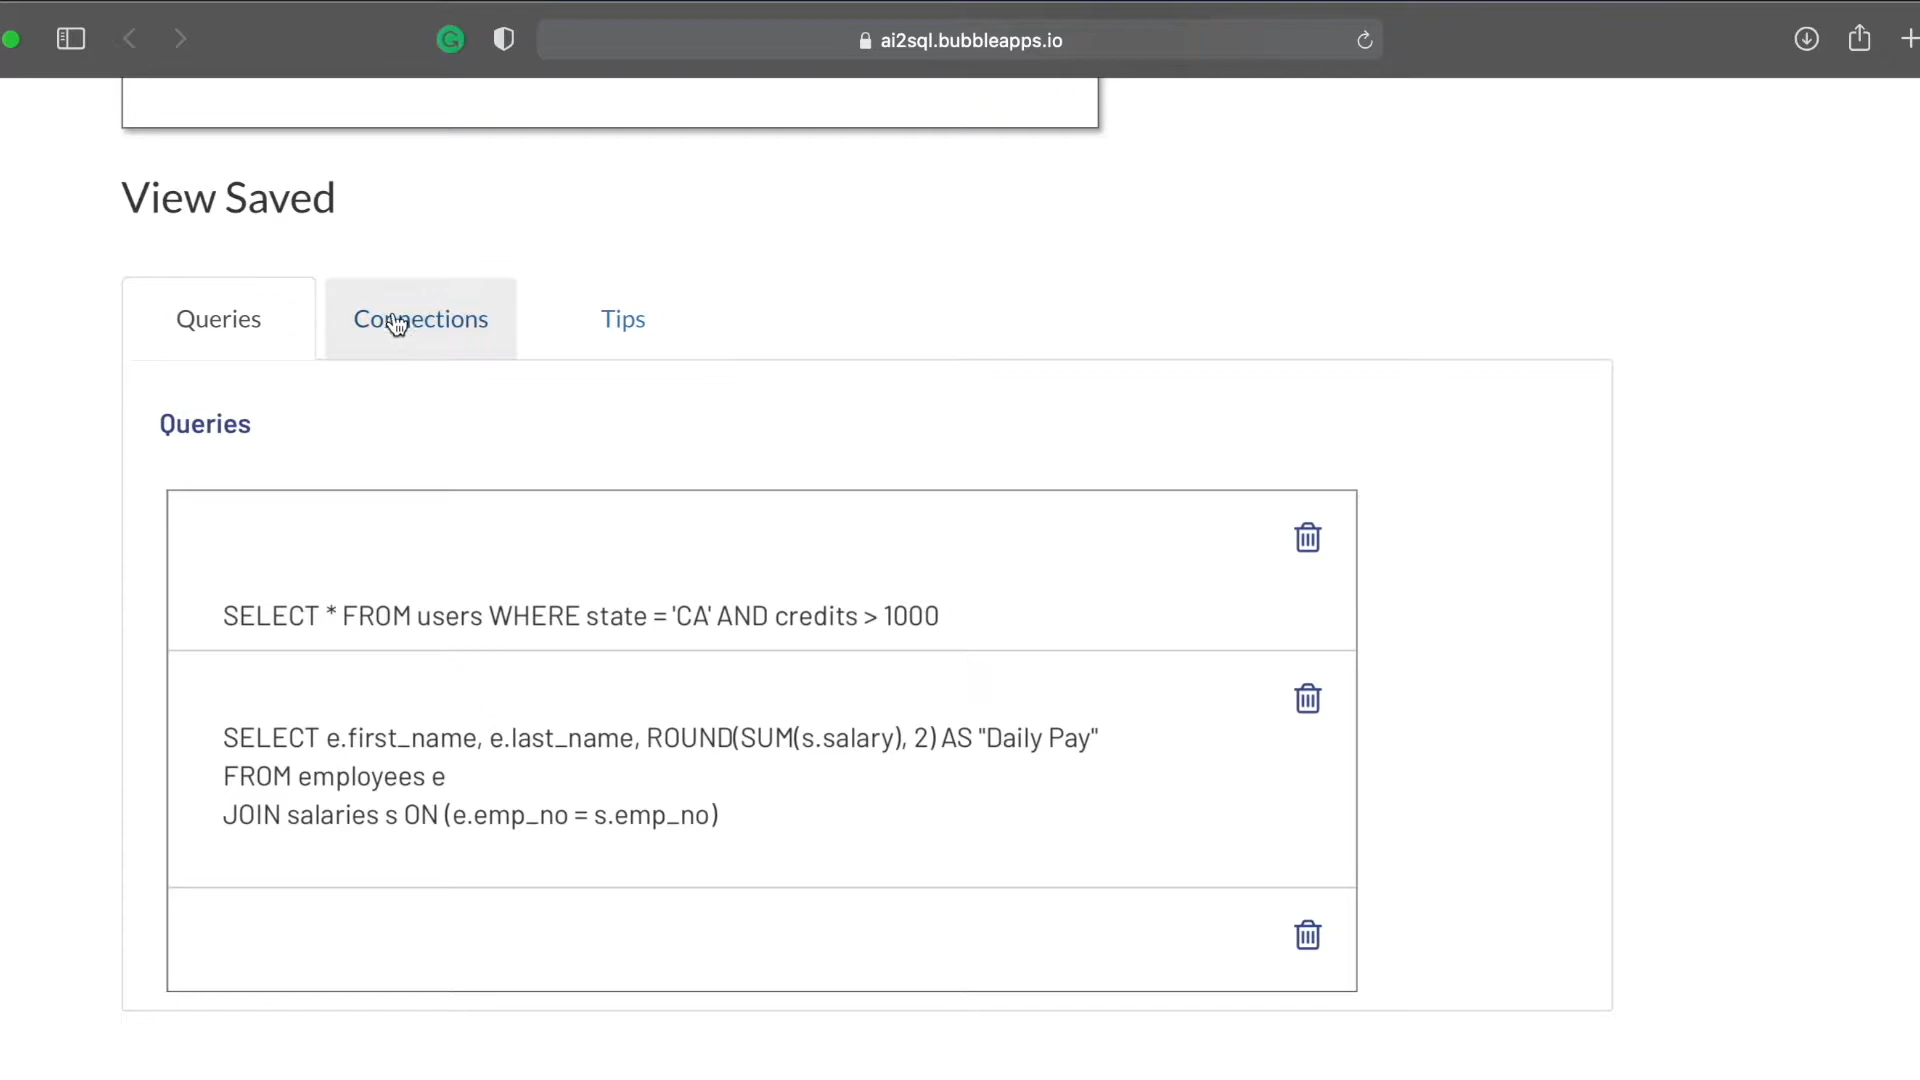 ai2sql.bubbleapps.io
View Saved
Queries
Connections
Tips
Queries
SELECT * FROM users WHERE state = 'CA' AND credits > 1000
SELECT e.first_name, e.last_name, ROUND(SUM(s.salary), 2) AS "Daily Pay"
FROM employees e
JOIN salaries s ON (e.emp_no = s.emp_no)